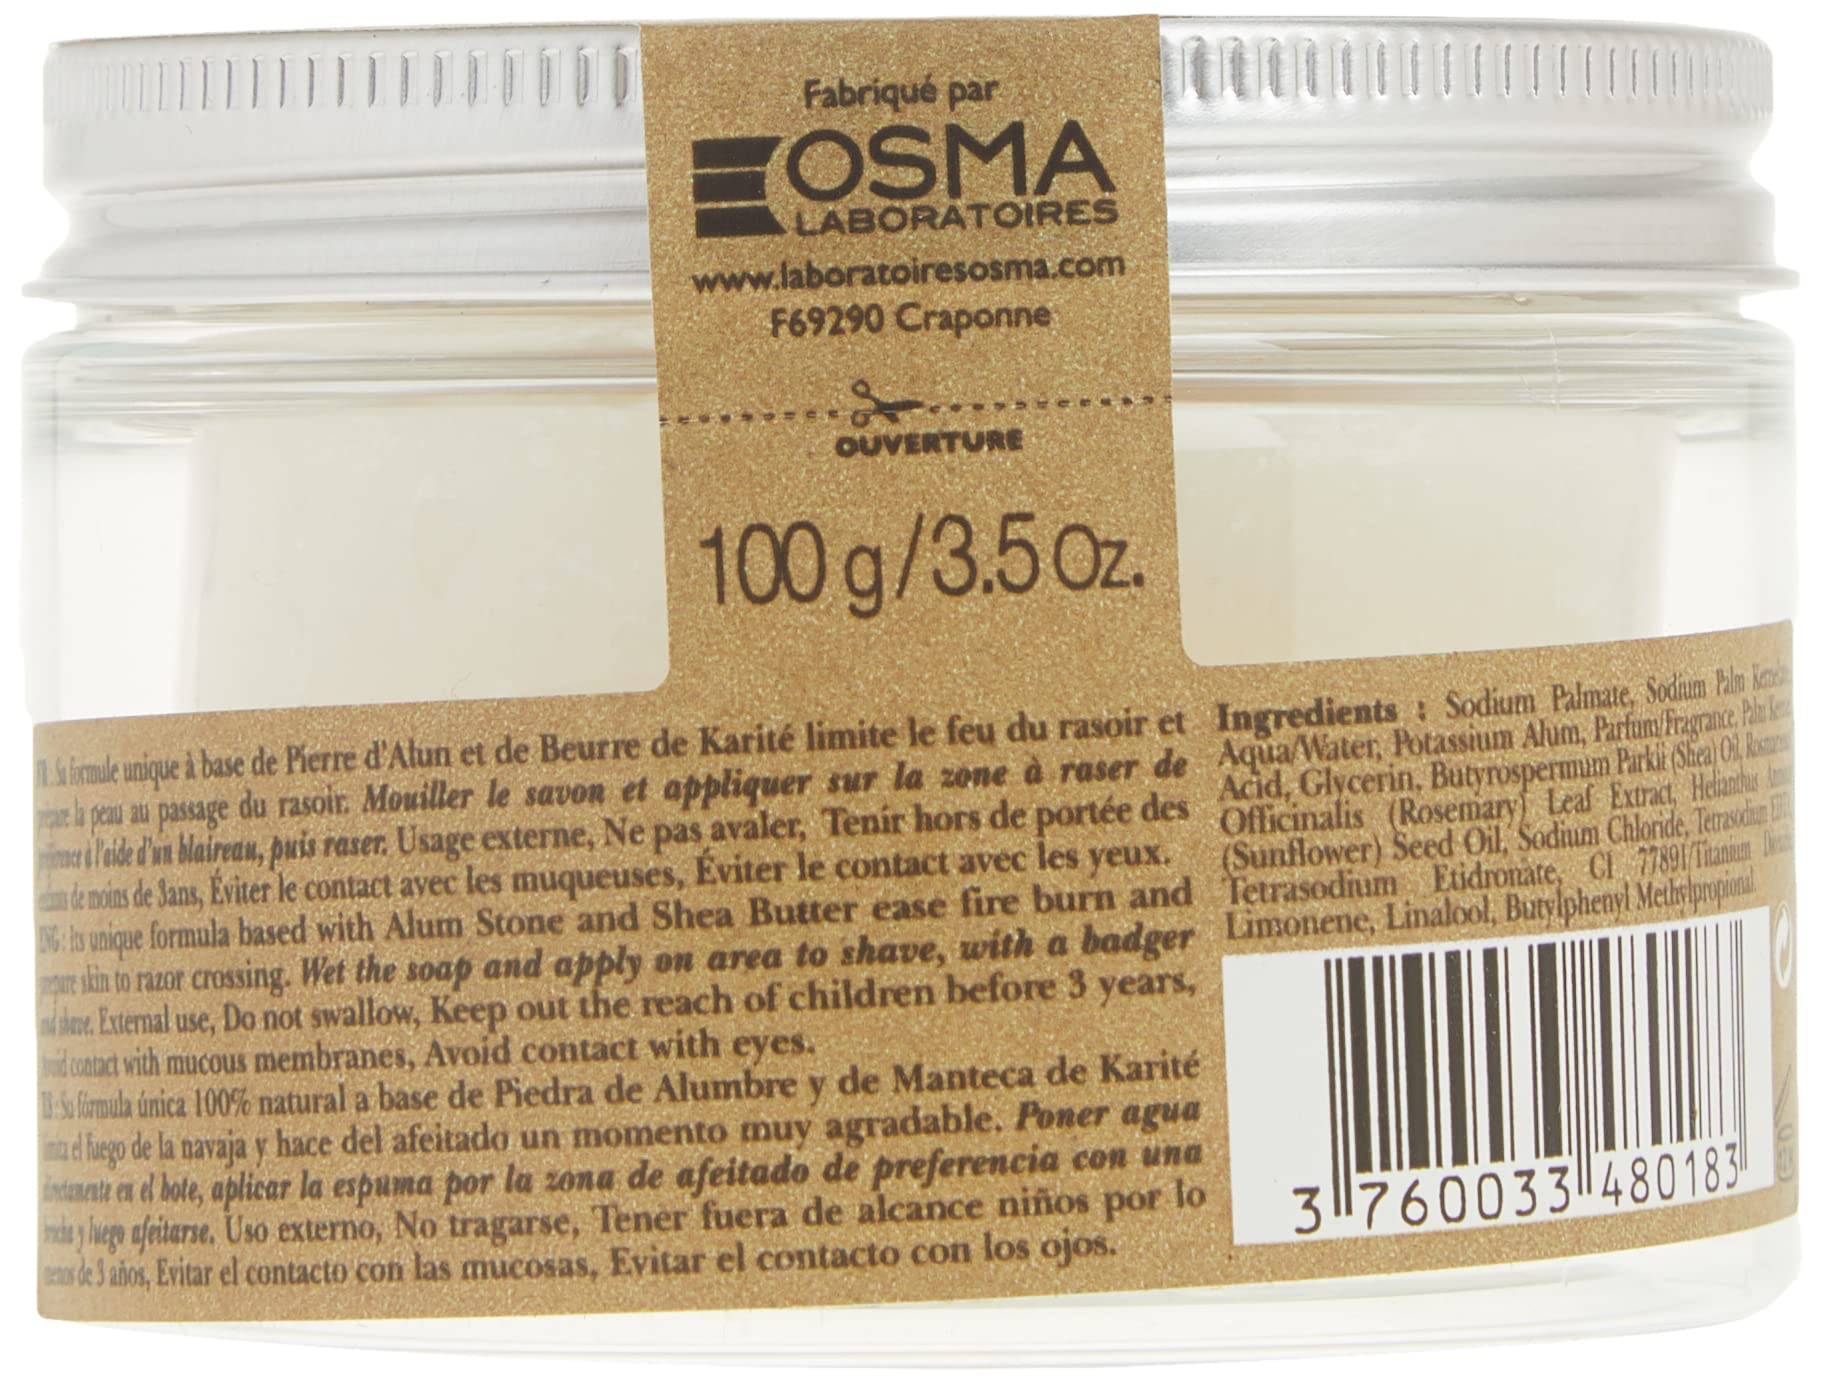 Fabriqué par
OSMA
LABORATOIRES
www.laboratoiresosma.com
F69290 Craponne
OUVERTURE
100 g/3.5 Oz.
Su formule unique à base de Pierre d'Alun et de Beurre de Karité limite le feu du rasoir et
la peau au passage du rasoir. Mouiller le savon et appliquer sur la zone à raser de
à l'aide d'un blaireau, puis raser. Usage externe, Ne pas avaler, Tenir hors de portée des
de moins de 3ans, Éviter le contact avec les muqueuses, Éviter le contact avec les yeux.
ENG : Its unique formula based with Alum Stone and Shea Butter ease fire burn and
skin to razor crossing. Wet the soap and apply on area to shave, with a badger
and shave. External use, Do not swallow, Keep out the reach of children before 3 years,
Avoid contact with mucous membranes, Avoid contact with eyes.
ES : Su fórmula única 100% natural a base de Piedra de Alumbre y de Manteca de Karité
el fuego de la navaja y hace del afeitado un momento muy agradable. Poner agua
en el bote, aplicar la espuma por la zona de afeitado de preferencia con una
y luego afeitarse. Uso externo, No tragarse, Tener fuera de alcance niños por lo
de 3 años, Evitar el contacto con las mucosas, Evitar el contacto con los ojos.
Ingredients : Sodium Palmate, Sodium Palm
Aqua/Water, Potassium Alum, Parfum/Fragrance, Palm
Acid, Glycerin, Butyrospermum Parkii (Shea) Oil,
Officinalis (Rosemary) Leaf Extract, Helianthus
(Sunflower) Seed Oil, Sodium Chloride, Tetrasodium
Tetrasodium Etidronate, CI 77891/Titanium
Limonene, Linalool, Butylphenyl Methylpropional.
3 760033 480183